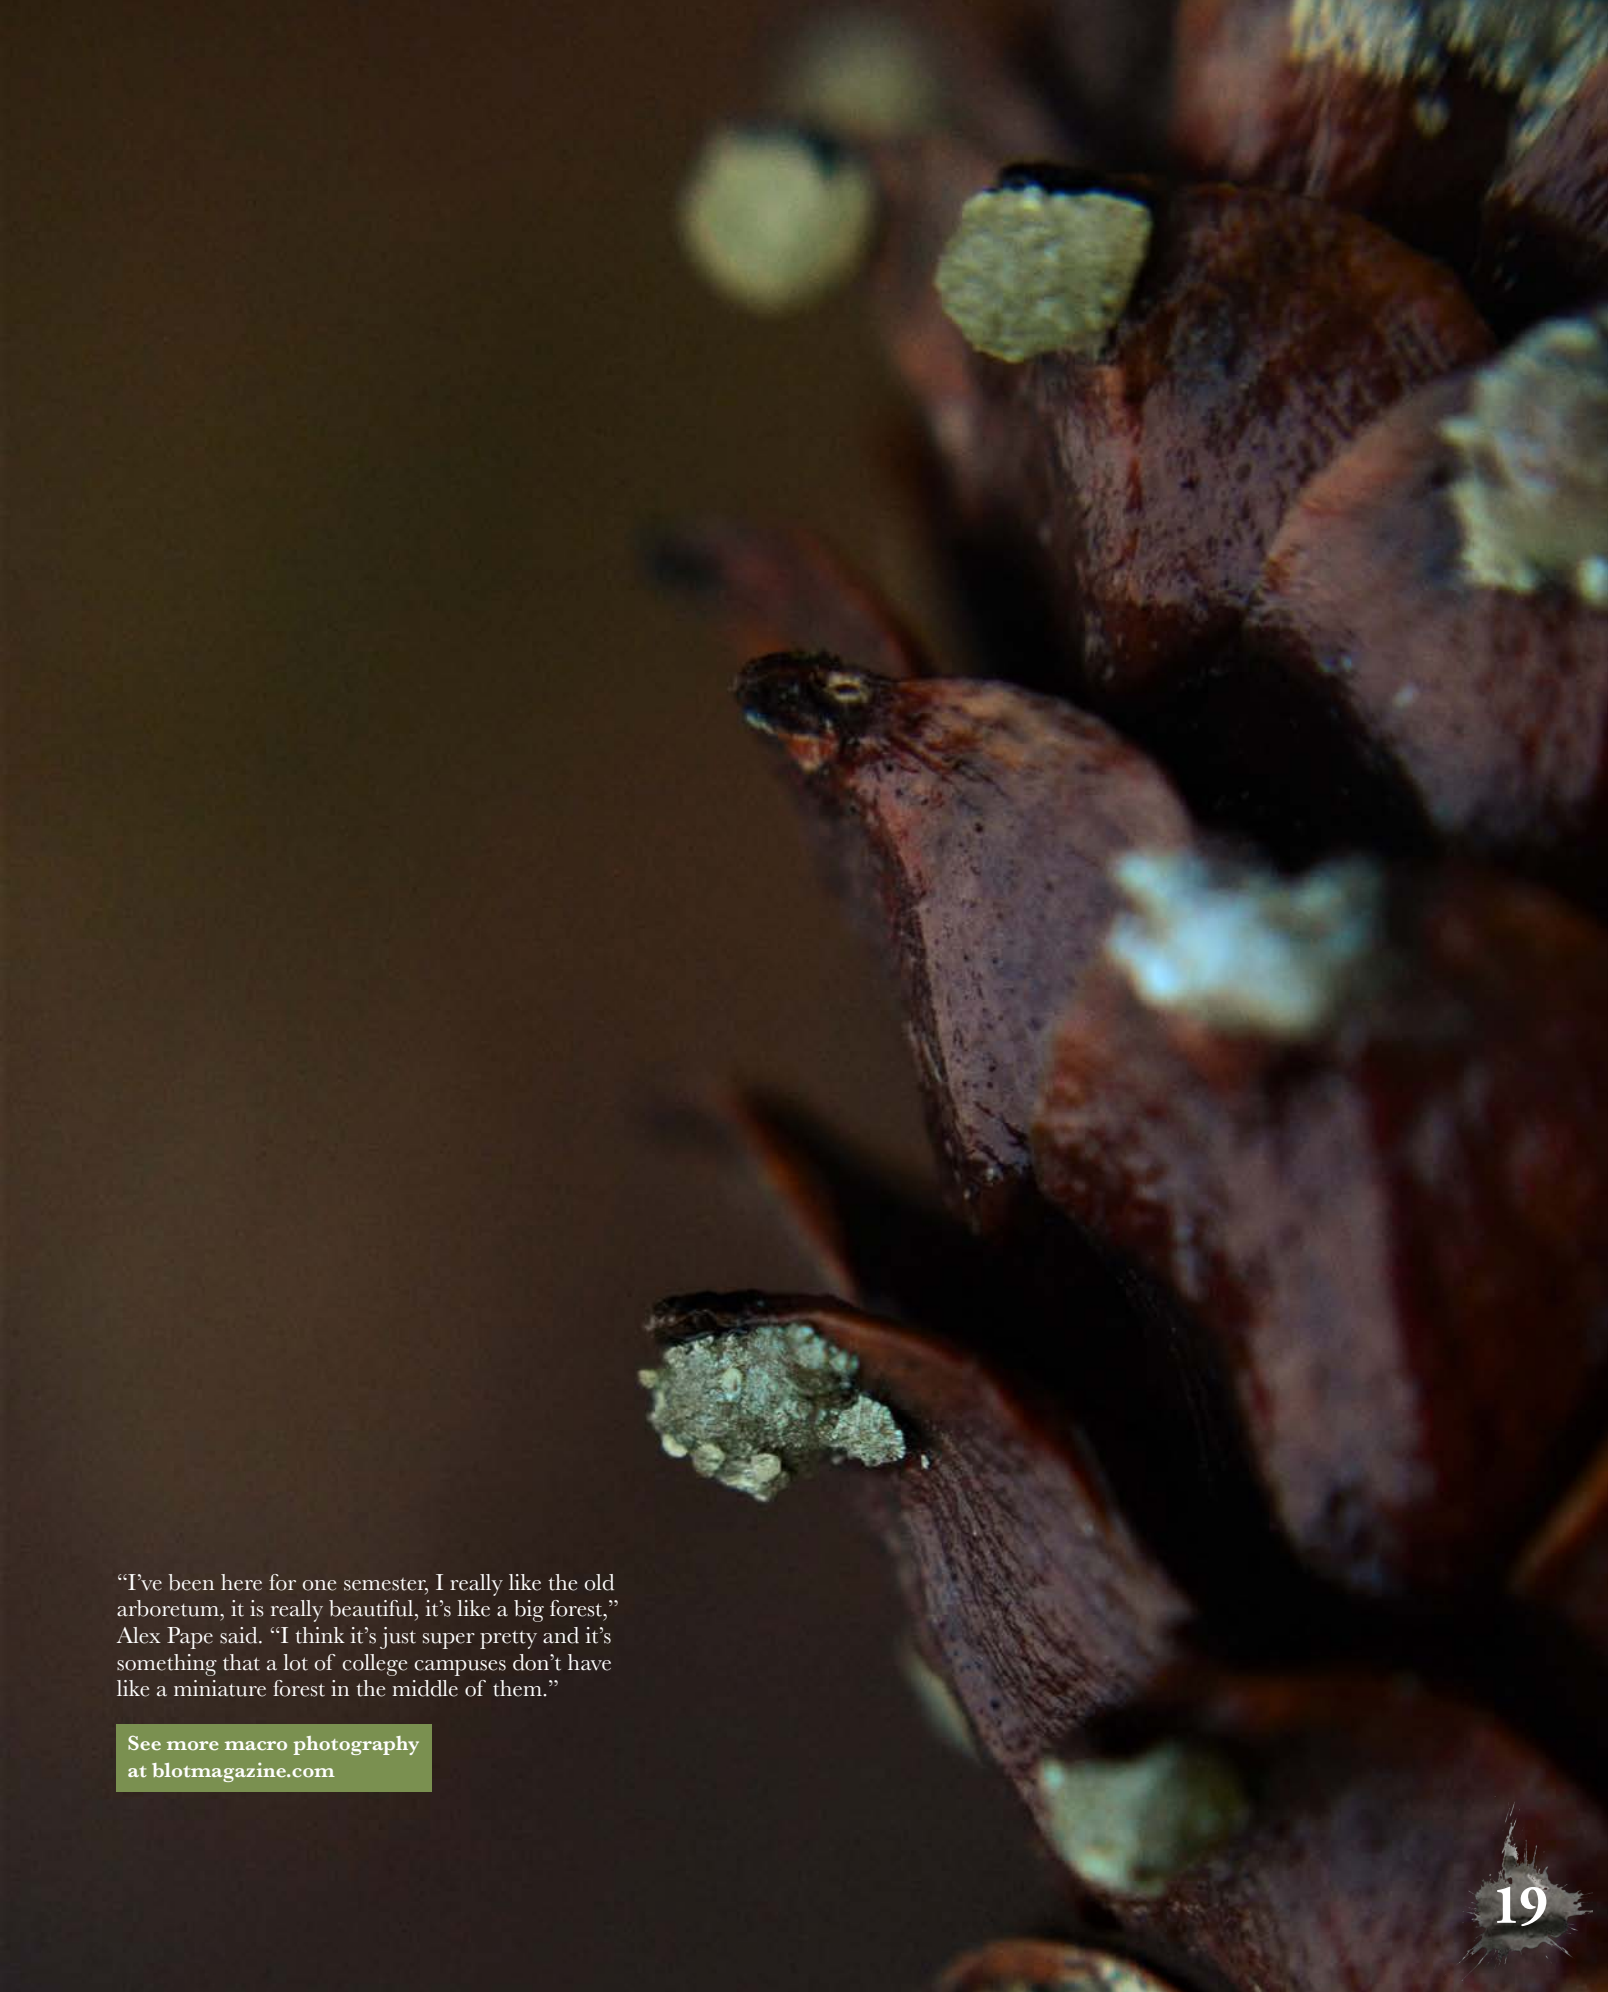 “I’ve been here for one semester, I really like the old
arboretum, it is really beautiful, it’s like a big forest,”
Alex Pape said. “I think it’s just super pretty and it’s
something that a lot of college campuses don’t have
like a miniature forest in the middle of them.”
See more macro photography
at blotmagazine.com
19